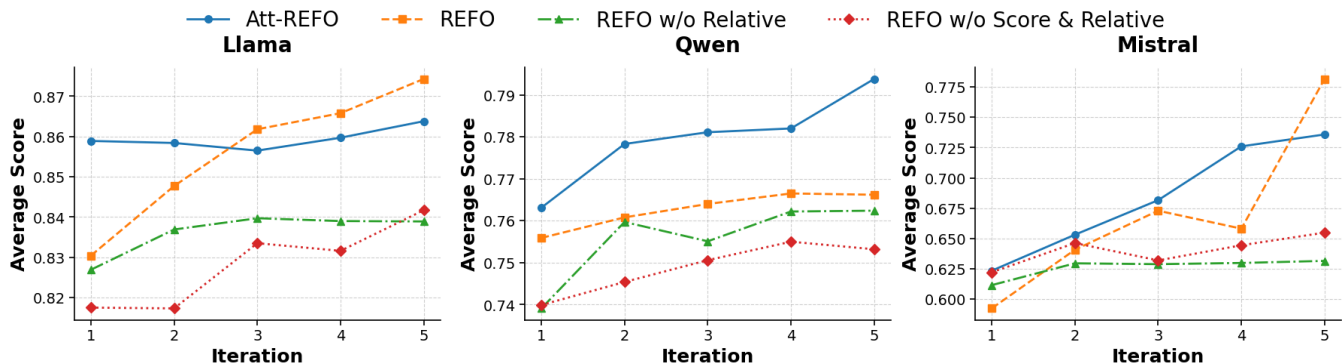 Att-REFO REFO REFO w/o Relative REFO w/o Score & Relative
Llama
Average Score
0.87
0.86
0.85
0.84
0.83
0.82
1 2 3 4 5
Iteration
Qwen
Average Score
0.79
0.78
0.77
0.76
0.75
0.74
1 2 3 4 5
Iteration
Mistral
Average Score
0.775
0.750
0.725
0.700
0.675
0.650
0.625
0.600
1 2 3 4 5
Iteration